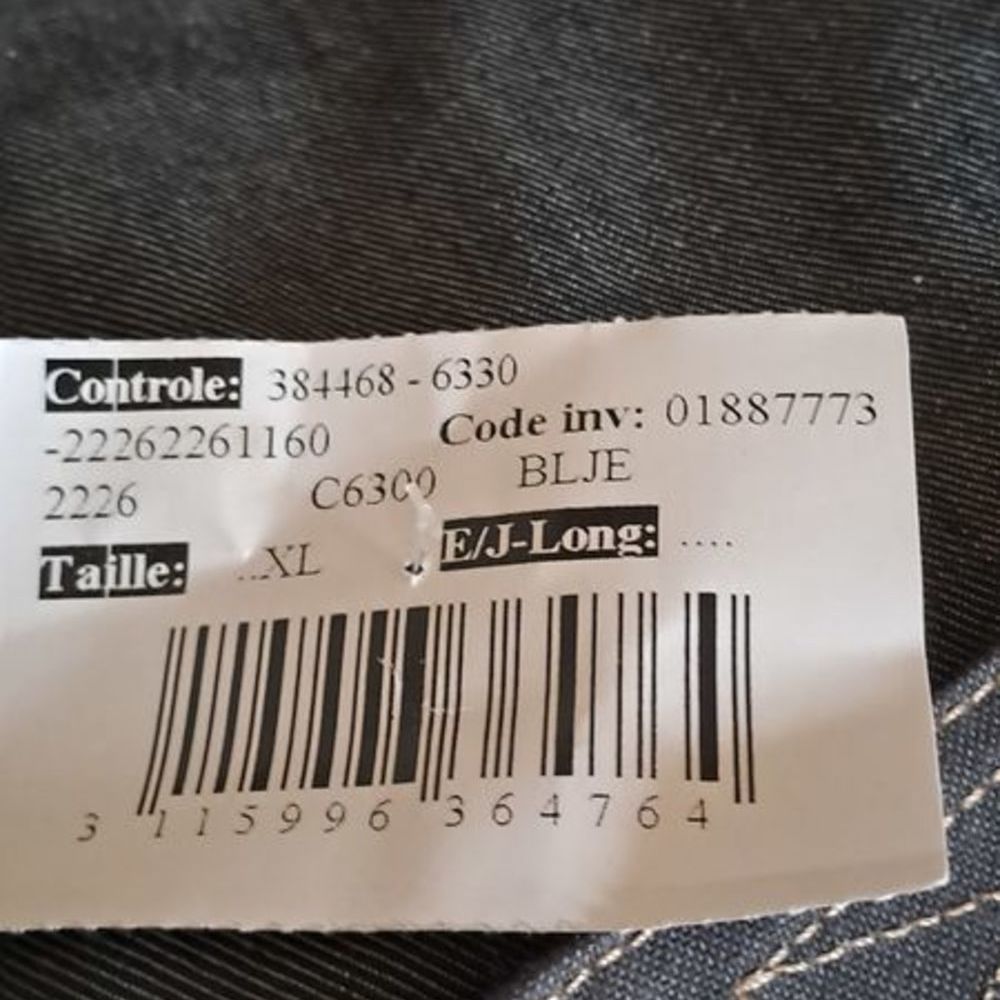 Controle: 384468 - 6330
-22262261160 Code inv: 01887773
2226 C6300 BLJE
Taille: ..XL E/J-Long: ....
3 115996 364764